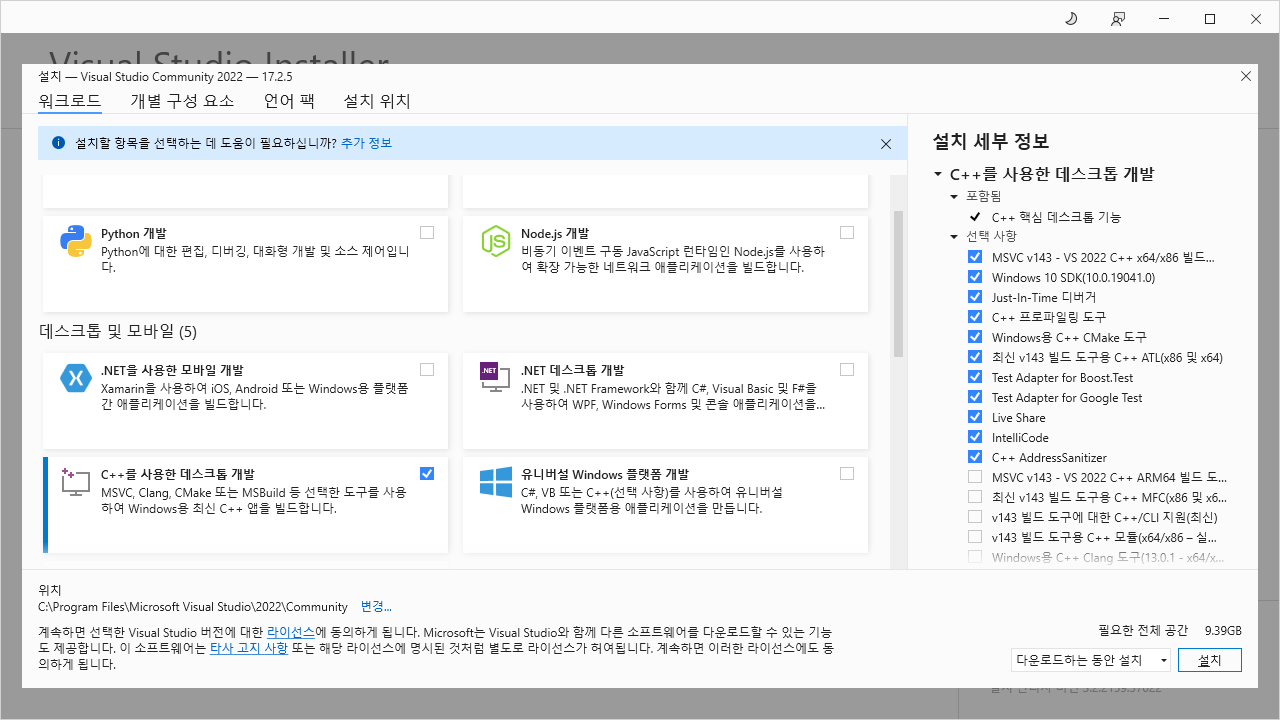 Visual Studio Installer
설치 — Visual Studio Community 2022 — 17.2.5
워크로드 개별 구성 요소 언어 팩 설치 위치
설치할 항목을 선택하는 데 도움이 필요하십니까? 추가 정보
Python 개발
Python에 대한 편집, 디버깅, 대화형 개발 및 소스 제어입니
다.
Node.js 개발
비동기 이벤트 구동 JavaScript 런타임인 Node.js를 사용하
여 확장 가능한 네트워크 애플리케이션을 빌드합니다.
데스크톱 및 모바일 (5)
.NET을 사용한 모바일 개발
Xamarin을 사용하여 iOS, Android 또는 Windows용 플랫폼
간 애플리케이션을 빌드합니다.
.NET
.NET 데스크톱 개발
.NET 및 .NET Framework와 함께 C#, Visual Basic 및 F#을
사용하여 WPF, Windows Forms 및 콘솔 애플리케이션을...
C++를 사용한 데스크톱 개발
MSVC, Clang, CMake 또는 MSBuild 등 선택한 도구를 사용
하여 Windows용 최신 C++ 앱을 빌드합니다.
유니버설 Windows 플랫폼 개발
C#, VB 또는 C++(선택 사항)를 사용하여 유니버설
Windows 플랫폼용 애플리케이션을 만듭니다.
설치 세부 정보
C++를 사용한 데스크톱 개발
포함됨
C++ 핵심 데스크톱 기능
선택 사항
MSVC v143 - VS 2022 C++ x64/x86 빌드...
Windows 10 SDK(10.0.19041.0)
Just-In-Time 디버거
C++ 프로파일링 도구
Windows용 C++ CMake 도구
최신 v143 빌드 도구용 C++ ATL(x86 및 x64)
Test Adapter for Boost.Test
Test Adapter for Google Test
Live Share
IntelliCode
C++ AddressSanitizer
MSVC v143 - VS 2022 C++ ARM64 빌드 도...
최신 v143 빌드 도구용 C++ MFC(x86 및 x6...
v143 빌드 도구에 대한 C++/CLI 지원(최신)
v143 빌드 도구용 C++ 모듈(x64/x86 – 실...
Windows용 C++ Clang 도구(13.0.1 - x64/x...
위치
C:\Program Files\Microsoft Visual Studio\2022\Community 변경...
계속하면 선택한 Visual Studio 버전에 대한 라이선스에 동의하게 됩니다. Microsoft는 Visual Studio와 함께 다른 소프트웨어를 다운로드할 수 있는 기능
도 제공합니다. 이 소프트웨어는 타사 고지 사항 또는 해당 라이선스에 명시된 것처럼 별도로 라이선스가 허여됩니다. 계속하면 이러한 라이선스에도 동
의하게 됩니다.
필요한 전체 공간 9.39GB
다운로드하는 동안 설치 설치